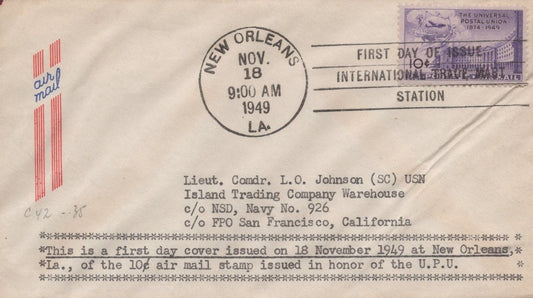 NEW ORLEANS
NOV.
18
9:00 AM
1949
LA.
FIRST DAY OF ISSUE
INTERNATIONAL TRADE MART
STATION
THE UNIVERSAL
POSTAL UNION
1874-1949
10¢
air
mail
Lieut. Comdr. L.O. Johnson (SC) USN
Island Trading Company Warehouse
c/o NSD, Navy No. 926
c/o FPO San Francisco, California
C42 -.35
************************************************************
*This is a first day cover issued on 18 November 1949 at New Orleans,*
*La., of the 10¢ air mail stamp issued in honor of the U.P.U. *
************************************************************